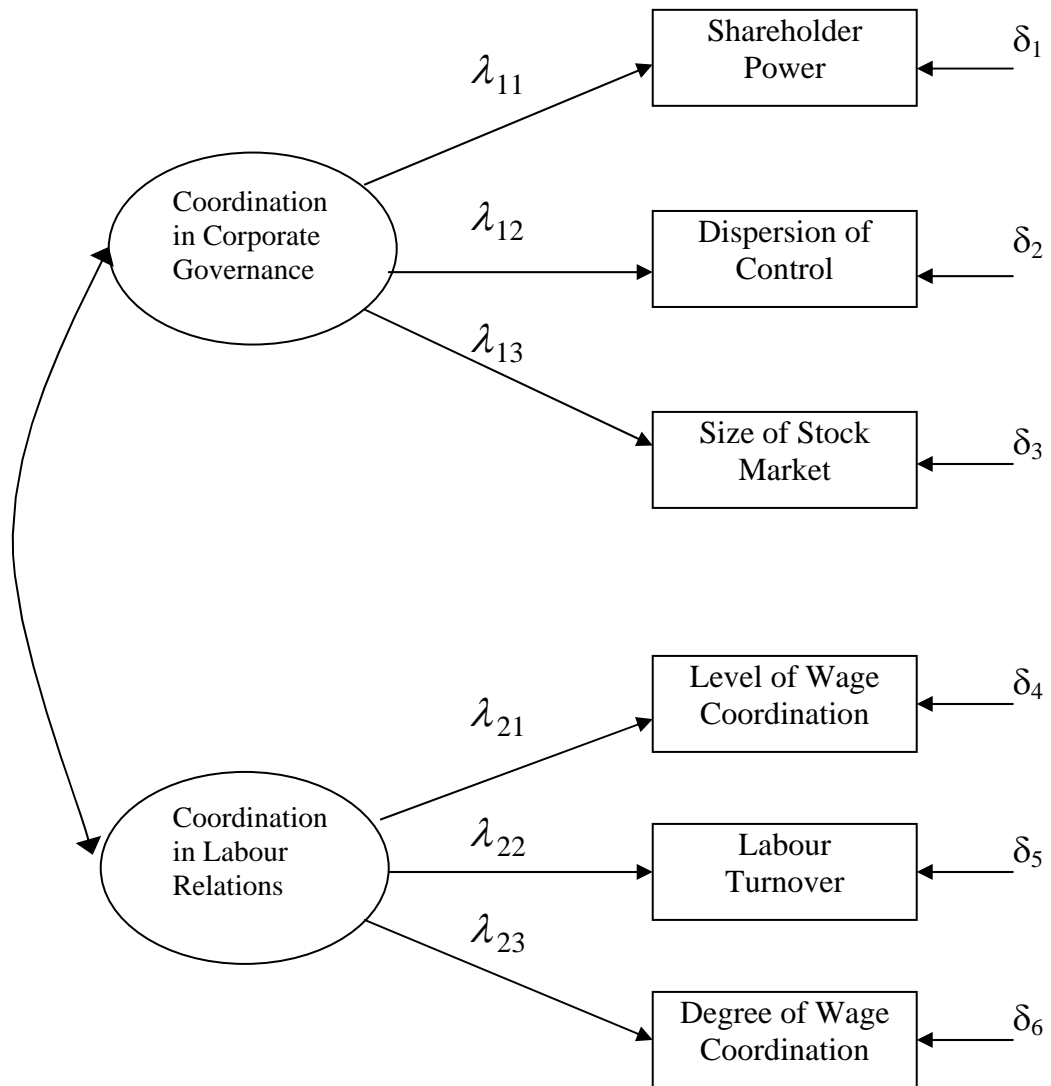 Shareholder
Power
δ₁
λ₁₁
Coordination
in Corporate
Governance
λ₁₂
Dispersion of
Control
δ₂
λ₁₃
Size of Stock
Market
δ₃
Level of Wage
Coordination
δ₄
λ₂₁
Coordination
in Labour
Relations
λ₂₂
Labour
Turnover
δ₅
λ₂₃
Degree of Wage
Coordination
δ₆